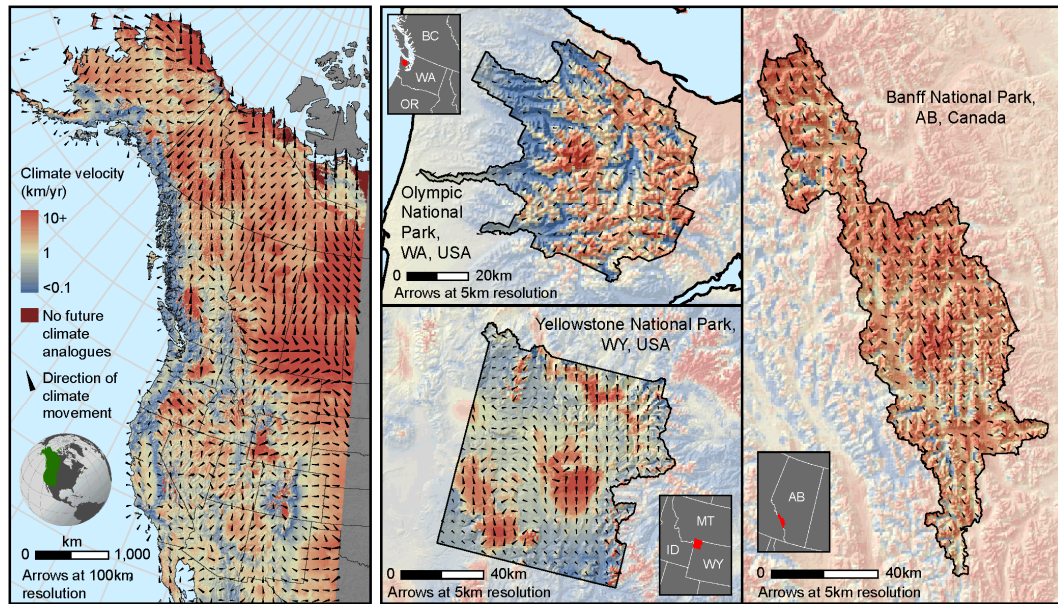 Climate velocity
(km/yr)
10+
1
<0.1
No future
climate
analogues
Direction of
climate
movement
km
0 1,000
Arrows at 100km,
resolution
BC
WA
OR
Olympic
National
Park,
WA, USA
0 20km
Arrows at 5km resolution
Yellowstone National Park,
WY, USA
MT
ID
WY
0 40km
Arrows at 5km resolution
Banff National Park,
AB, Canada
AB
0 40km
Arrows at 5km resolution